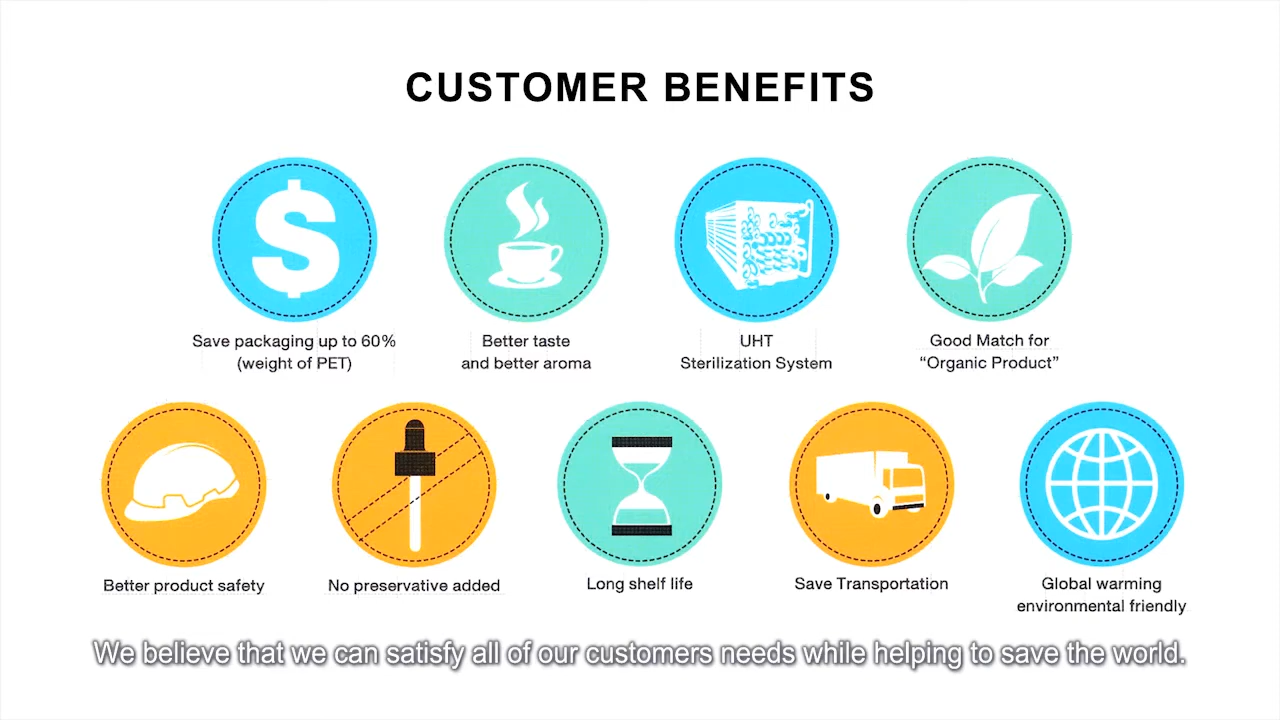 CUSTOMER BENEFITS
Save packaging up to 60%
(weight of PET)
Better taste
and better aroma
UHT
Sterilization System
Good Match for
“Organic Product”
Better product safety
No preservative added
Long shelf life
Save Transportation
Global warming
environmental friendly
We believe that we can satisfy all of our customers needs while helping to save the world.